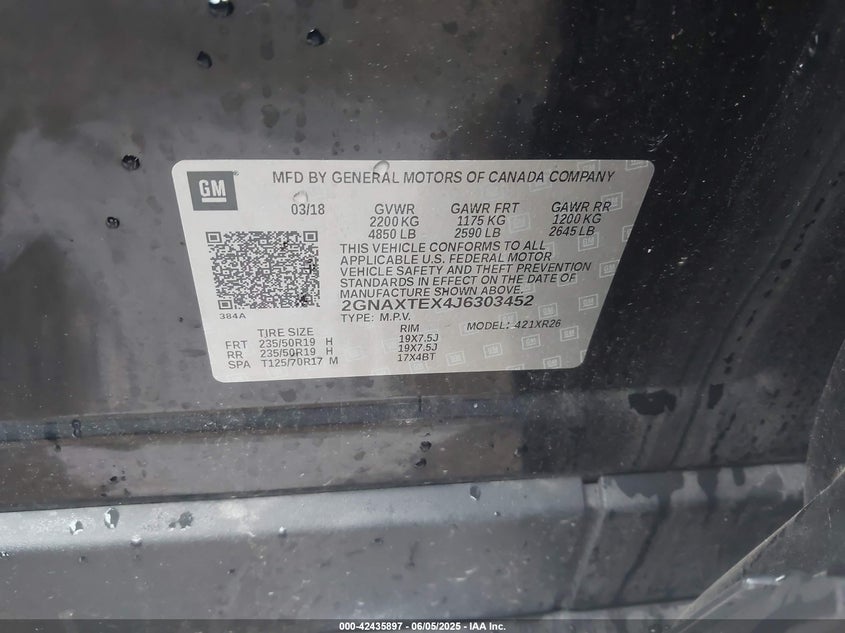 GM
MFD BY GENERAL MOTORS OF CANADA COMPANY
03/18 GVWR GAWR FRT GAWR RR
2200 KG 1175 KG 1200 KG
4850 LB 2590 LB 2645 LB
THIS VEHICLE CONFORMS TO ALL
APPLICABLE U.S. FEDERAL MOTOR
VEHICLE SAFETY AND THEFT PREVENTION
STANDARDS IN EFFECT ON THE DATE OF
MANUFACTURE SHOWN ABOVE.
384A
2GNAXTEX4J6303452
TYPE: M.P.V. MODEL: 421XR26
TIRE SIZE RIM
FRT 235/50R19 H 19X7.5J
RR 235/50R19 H 19X7.5J
SPA T125/70R17 M 17X4BT
000-42435897 - 06/05/2025 - IAA Inc.